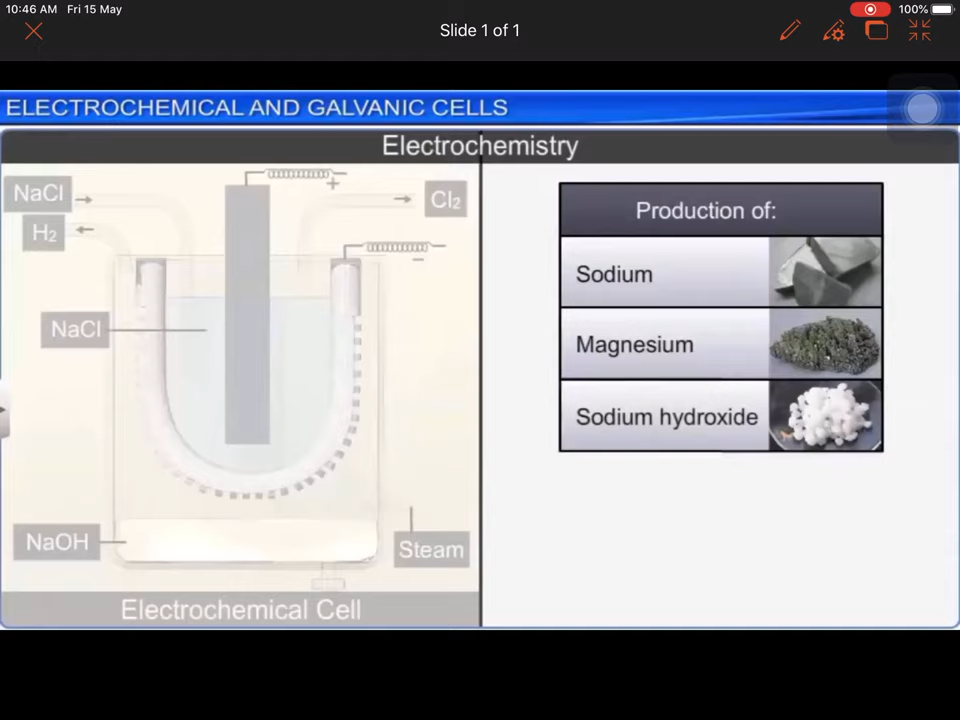 10:46 AM Fri 15 May
100%
Slide 1 of 1
ELECTROCHEMICAL AND GALVANIC CELLS
Electrochemistry
NaCl
+
Cl2
H2
−
NaCl
NaOH
Steam
Electrochemical Cell
Production of:
Sodium
Magnesium
Sodium hydroxide